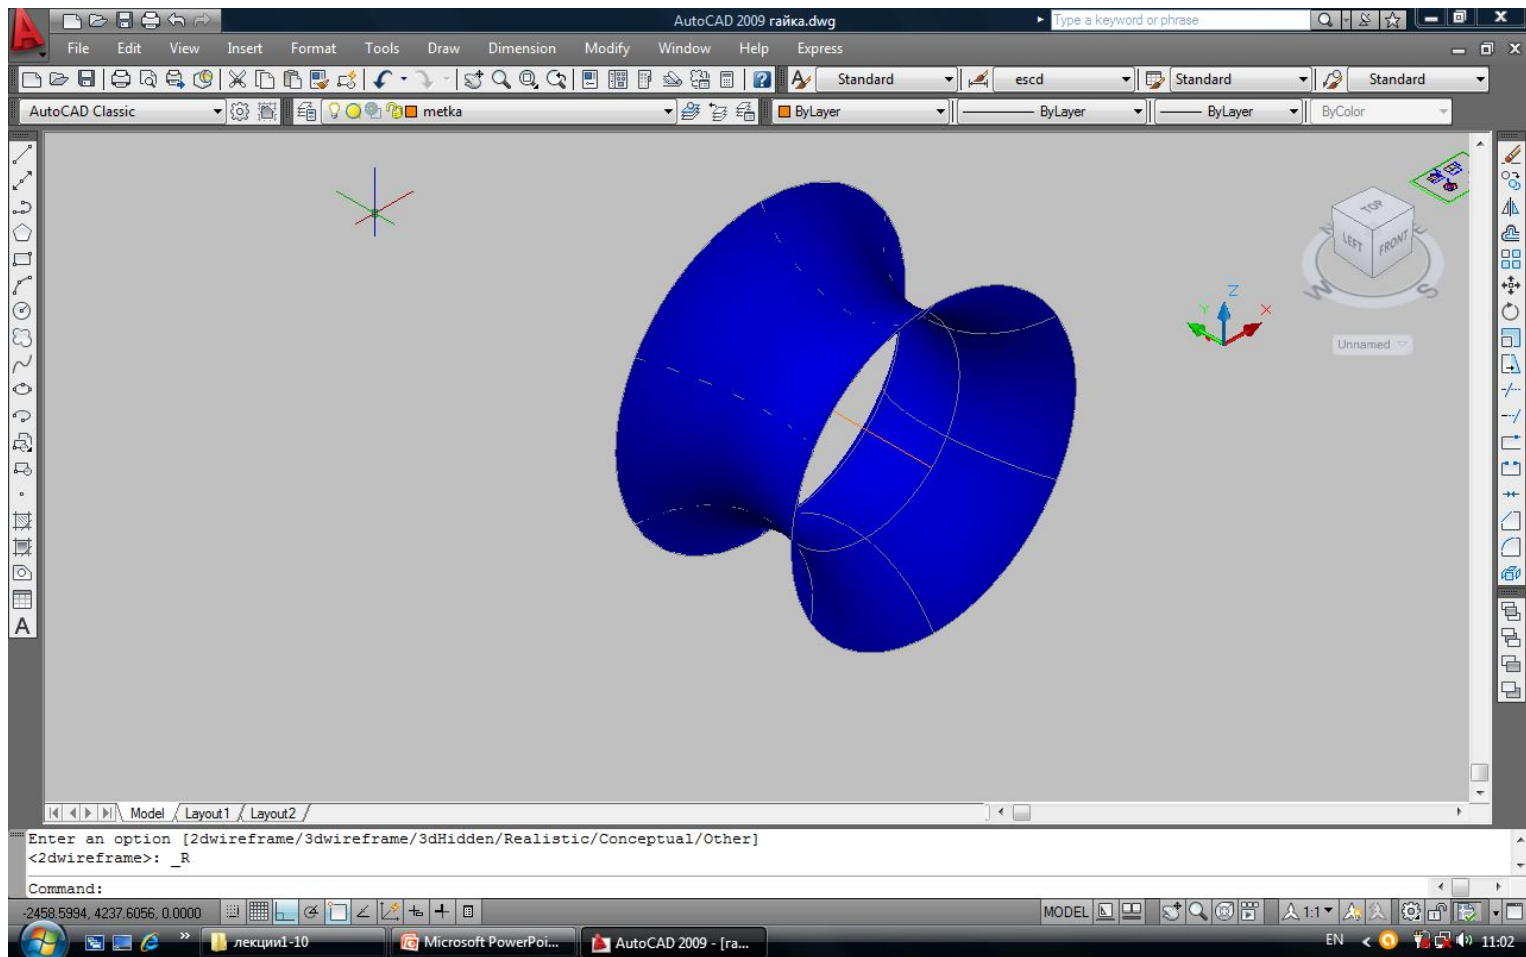 AutoCAD 2009 гайка.dwg
Type a keyword or phrase
File Edit View Insert Format Tools Draw Dimension Modify Window Help Express
Standard escd Standard Standard
AutoCAD Classic metka ByLayer ByLayer ByLayer ByColor
TOP
LEFT FRONT
W S
Z
Y X
Unnamed
Model Layout1 Layout2
Enter an option [2dwireframe/3dwireframe/3dHidden/Realistic/Conceptual/Other]
<2dwireframe>: _R
Command:
-2458.5994, 4237.6056, 0.0000 MODEL 1:1
лекции1-10 Microsoft PowerPoi... AutoCAD 2009 - [га... EN 11:02